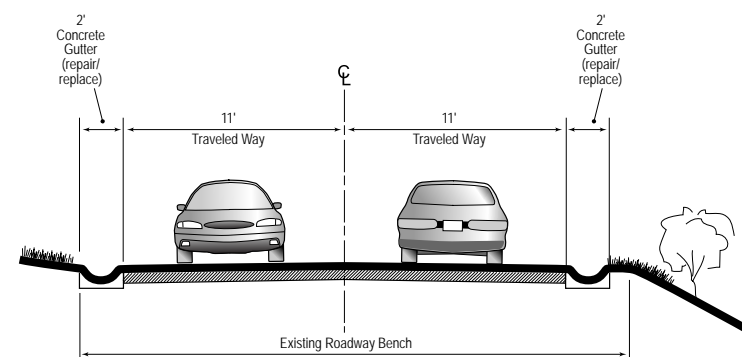 2'
Concrete
Gutter
(repair/
replace)
2'
Concrete
Gutter
(repair/
replace)
℄
11'
Traveled Way
11'
Traveled Way
Existing Roadway Bench